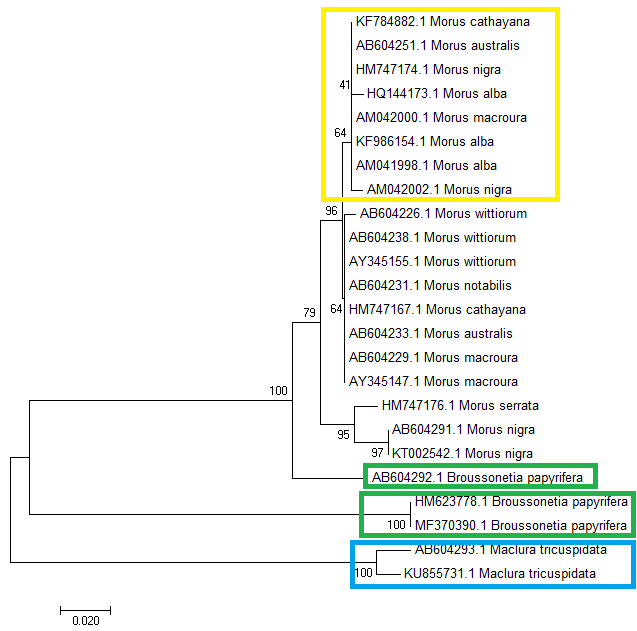 KF784882.1 Morus cathayana
AB604251.1 Morus australis
HM747174.1 Morus nigra
41
HQ144173.1 Morus alba
AM042000.1 Morus macroura
64
KF986154.1 Morus alba
AM041998.1 Morus alba
AM042002.1 Morus nigra
96
AB604226.1 Morus wittiorum
AB604238.1 Morus wittiorum
AY345155.1 Morus wittiorum
AB604231.1 Morus notabilis
79
64
HM747167.1 Morus cathayana
AB604233.1 Morus australis
AB604229.1 Morus macroura
AY345147.1 Morus macroura
100
HM747176.1 Morus serrata
95
AB604291.1 Morus nigra
97
KT002542.1 Morus nigra
AB604292.1 Broussonetia papyrifera
HM623778.1 Broussonetia papyrifera
100
MF370390.1 Broussonetia papyrifera
AB604293.1 Maclura tricuspidata
100
KU855731.1 Maclura tricuspidata
0.020